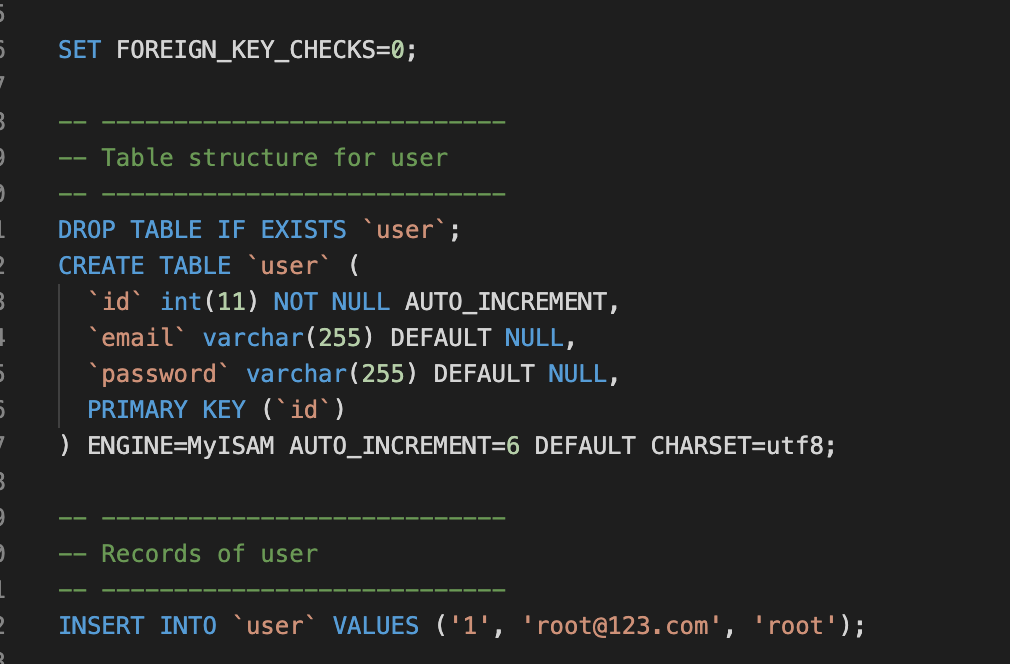 5
6 SET FOREIGN_KEY_CHECKS=0;
7
8 -- ----------------------------
9 -- Table structure for user
0 -- ----------------------------
1 DROP TABLE IF EXISTS `user`;
2 CREATE TABLE `user` (
3 `id` int(11) NOT NULL AUTO_INCREMENT,
4 `email` varchar(255) DEFAULT NULL,
5 `password` varchar(255) DEFAULT NULL,
6 PRIMARY KEY (`id`)
7 ) ENGINE=MyISAM AUTO_INCREMENT=6 DEFAULT CHARSET=utf8;
8
9 -- ----------------------------
0 -- Records of user
1 -- ----------------------------
2 INSERT INTO `user` VALUES ('1', 'root@123.com', 'root');
3